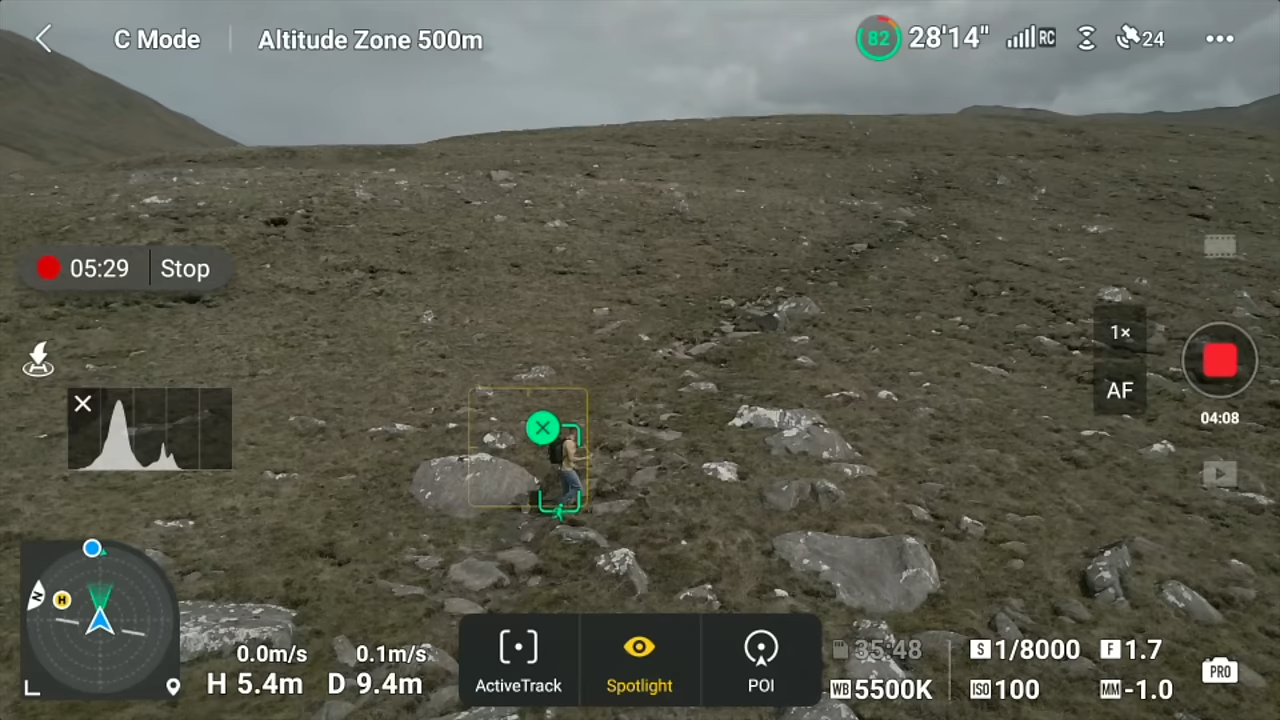 C Mode
Altitude Zone 500m
82
28'14"
RC
24
05:29
Stop
1×
AF
04:08
N
H
0.0m/s
0.1m/s
H 5.4m
D 9.4m
ActiveTrack
Spotlight
POI
35:48
S 1/8000
F 1.7
WB 5500K
ISO 100
MM -1.0
PRO